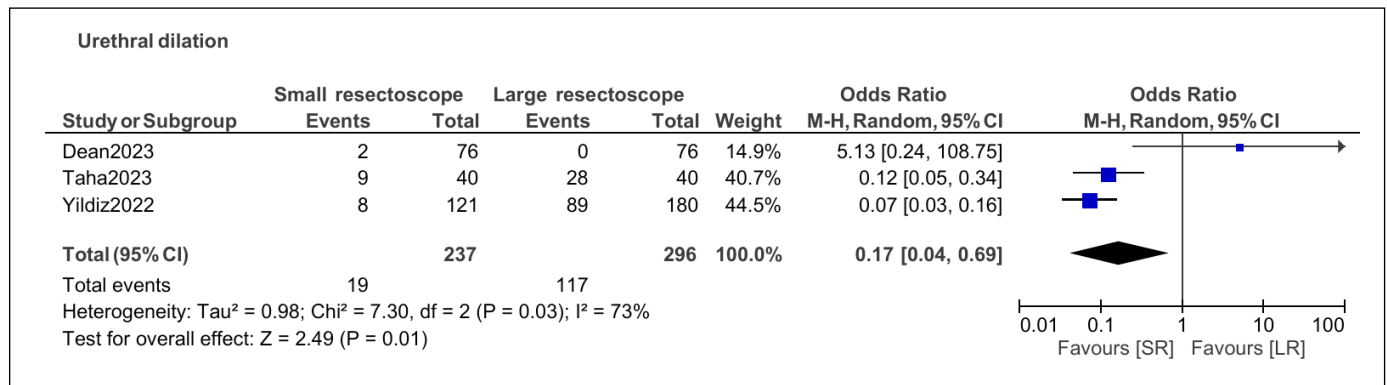 Urethral dilation
Small resectoscope Large resectoscope Odds Ratio Odds Ratio
Study or Subgroup Events Total Events Total Weight M-H, Random, 95% CI M-H, Random, 95% CI
Dean2023 2 76 0 76 14.9% 5.13 [0.24, 108.75]
Taha2023 9 40 28 40 40.7% 0.12 [0.05, 0.34]
Yildiz2022 8 121 89 180 44.5% 0.07 [0.03, 0.16]
Total (95% CI) 237 296 100.0% 0.17 [0.04, 0.69]
Total events 19 117
Heterogeneity: Tau² = 0.98; Chi² = 7.30, df = 2 (P = 0.03); I² = 73%
Test for overall effect: Z = 2.49 (P = 0.01)
0.01 0.1 1 10 100
Favours [SR] Favours [LR]